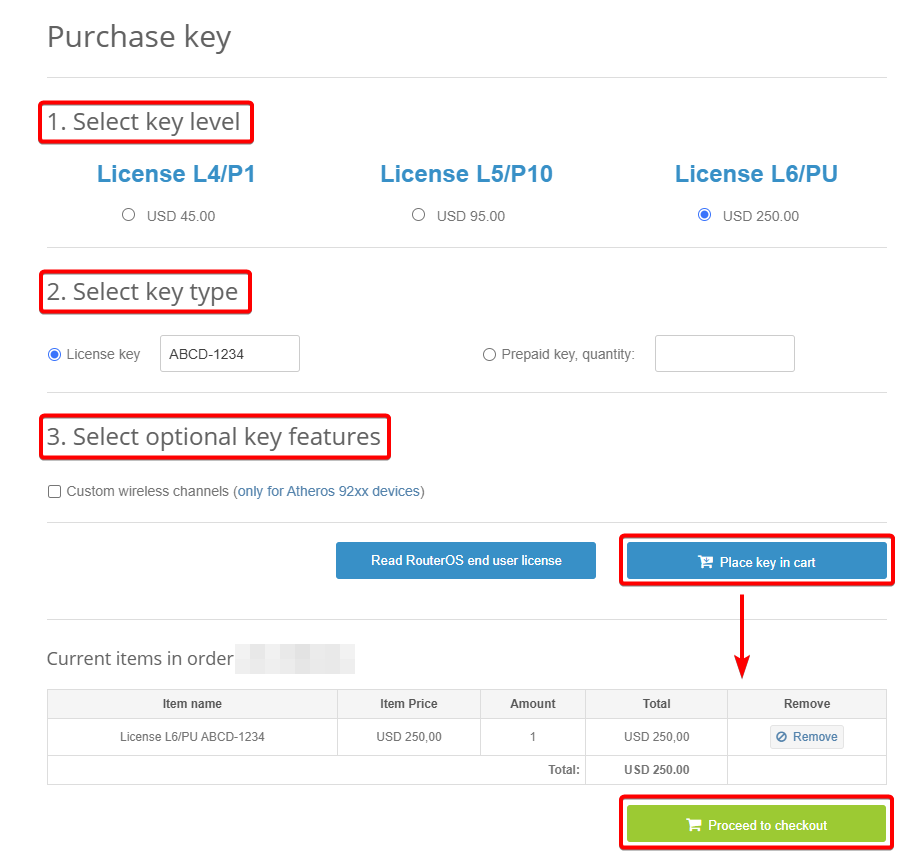 Purchase key
1. Select key level
License L4/P1 License L5/P10 License L6/PU
USD 45.00 USD 95.00 USD 250.00
2. Select key type
License key ABCD-1234 Prepaid key, quantity:
3. Select optional key features
Custom wireless channels (only for Atheros 92xx devices)
Read RouterOS end user license Place key in cart
Current items in order
Item name Item Price Amount Total Remove
License L6/PU ABCD-1234 USD 250,00 1 USD 250,00 Remove
Total: USD 250.00
Proceed to checkout